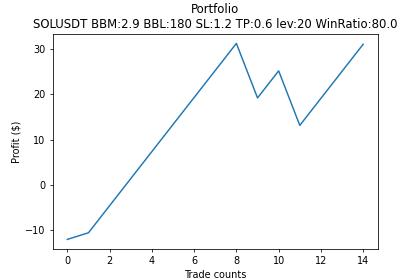 Portfolio
SOLUSDT BBM:2.9 BBL:180 SL:1.2 TP:0.6 lev:20 WinRatio:80.0
Profit ($)
30
20
10
0
−10
0 2 4 6 8 10 12 14
Trade counts